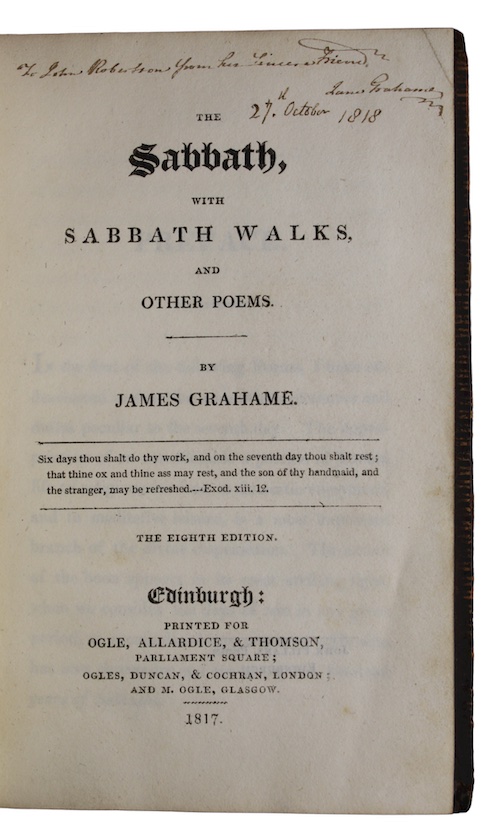 To John Robertson from his Sincere Friend
James Grahame
27th October 1818
THE
Sabbath,
WITH
SABBATH WALKS,
AND
OTHER POEMS.
BY
JAMES GRAHAME.
Six days thou shalt do thy work, and on the seventh day thou shalt rest;
that thine ox and thine ass may rest, and the son of thy handmaid, and
the stranger, may be refreshed.---Exod. xiii. 12.
THE EIGHTH EDITION.
Edinburgh:
PRINTED FOR
OGLE, ALLARDICE, & THOMSON,
PARLIAMENT SQUARE;
OGLES, DUNCAN, & COCHRAN, LONDON;
AND M. OGLE, GLASGOW.
1817.